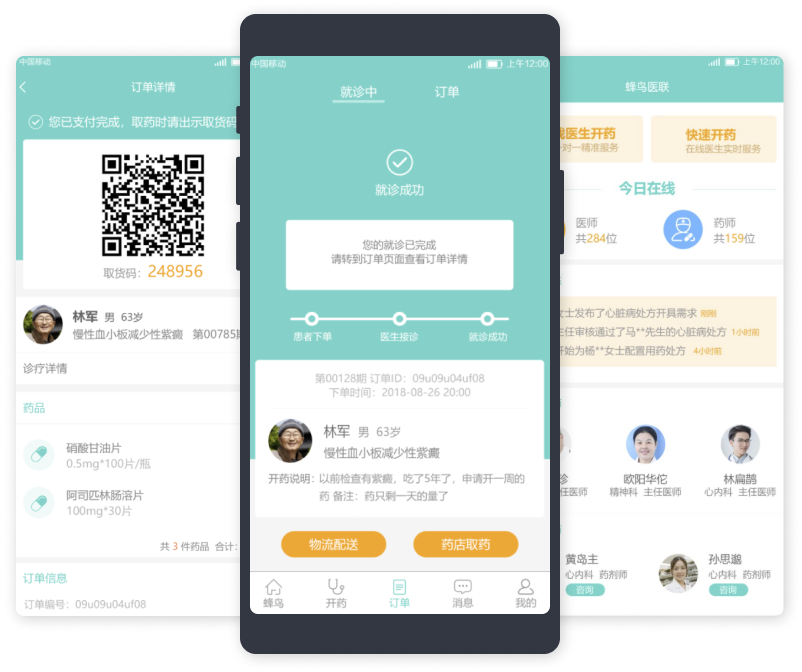 中国移动
订单详情
您已支付完成，取药时请出示取货码
取货码：248956
林军 男 63岁
慢性血小板减少性紫癜 第00785期
诊疗详情
药品
硝酸甘油片
0.5mg*100片/瓶
阿司匹林肠溶片
100mg*30片
共 3 件药品 合计：
订单信息
订单编号：09u09u04uf08
中国移动
上午12:00
就诊中
订单
就诊成功
您的就诊已完成
请转到订单页面查看订单详情
患者下单
医生接诊
就诊成功
第00128期 订单ID：09u09u04uf08
下单时间：2018-08-26 20:00
林军 男 63岁
慢性血小板减少性紫癜
开药说明：以前检查有紫癜，吃了5年了，申请开一周的
药 备注：药只剩一天的量了
物流配送
药店取药
蜂鸟
开药
订单
消息
我的
上午12:00
蜂鸟医联
找医生开药
一对一精准服务
快速开药
在线医生实时服务
今日在线
医师
共284位
药师
共159位
女士发布了心脏病处方开具需求 刚刚
主任审核通过了马**先生的心脏病处方 1小时前
开始为杨**女士配置用药处方 4小时前
诊
任医师
欧阳华佗
精神科 主任医师
林扁鹊
心内科 主任医师
黄岛主
心内科 药剂师
咨询
孙思邈
心内科 药剂师
咨询